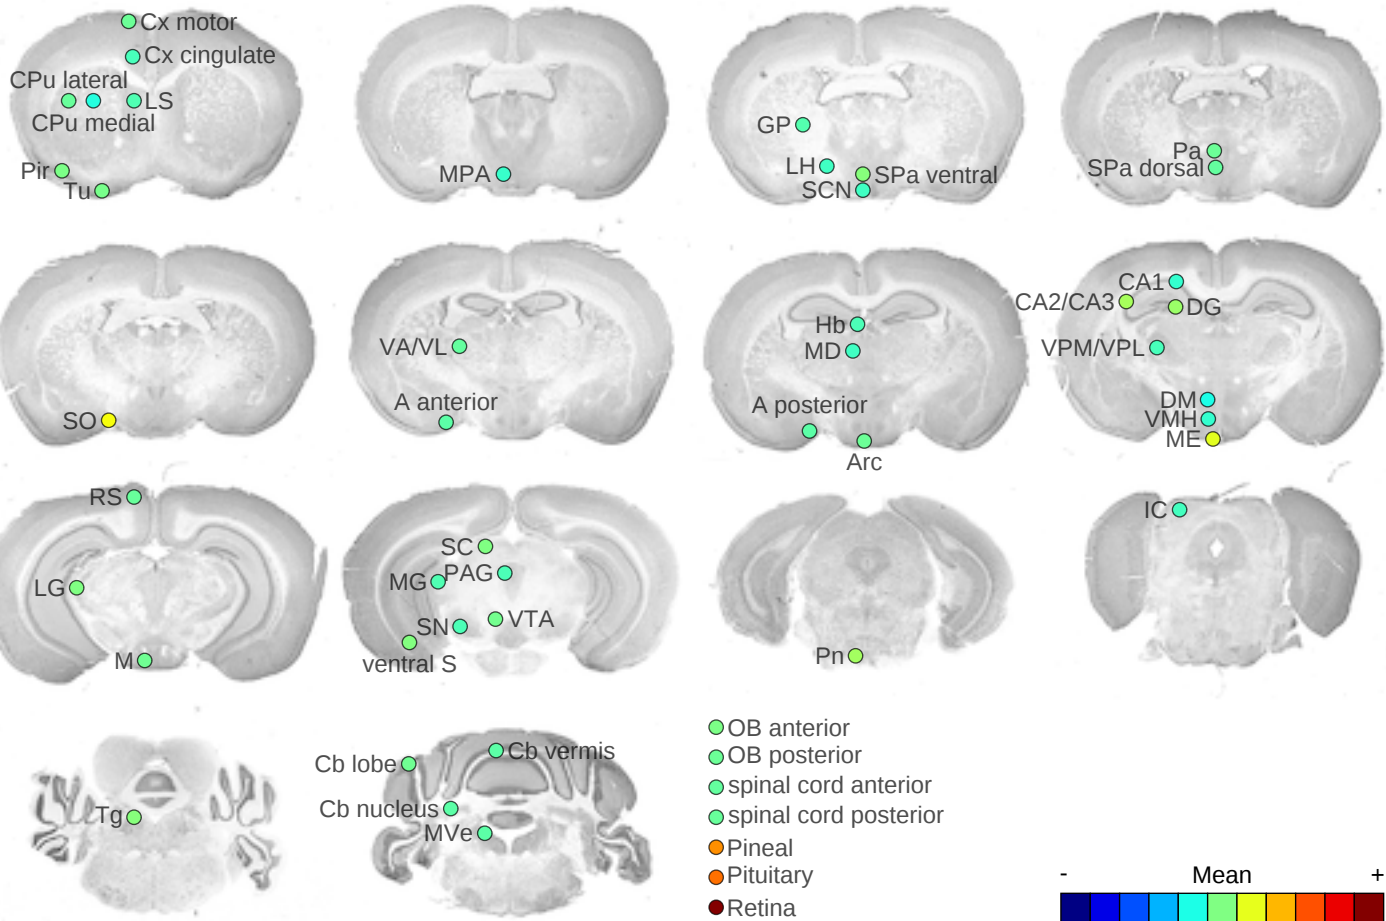 Cx motor
Cx cingulate
CPu lateral
LS
CPu medial
Pir
Tu
MPA
GP
LH
SPa ventral
SCN
Pa
SPa dorsal
SO
VA/VL
A anterior
Hb
MD
A posterior
Arc
CA1
CA2/CA3
DG
VPM/VPL
DM
VMH
ME
RS
LG
M
SC
MG
PAG
SN
VTA
ventral S
Pn
IC
Tg
Cb lobe
Cb vermis
Cb nucleus
MVe
OB anterior
OB posterior
spinal cord anterior
spinal cord posterior
Pineal
Pituitary
Retina
- Mean +